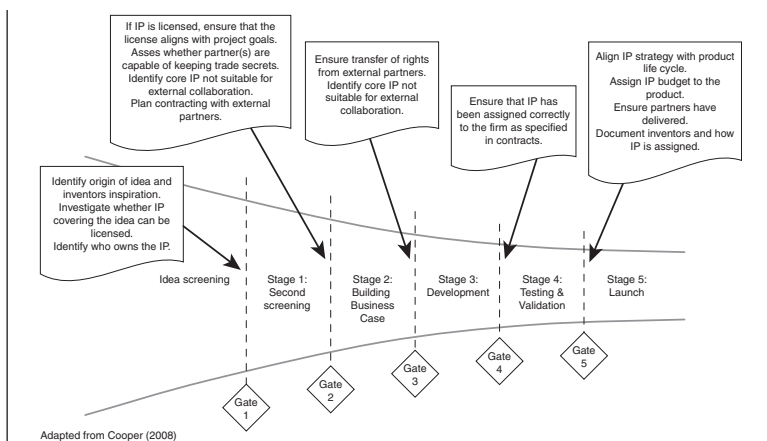 If IP is licensed, ensure that the
license aligns with project goals.
Asses whether partner(s) are
capable of keeping trade secrets.
Identify core IP not suitable for
external collaboration.
Plan contracting with external
partners.
Ensure transfer of rights
from external partners.
Identify core IP not
suitable for external
collaboration.
Ensure that IP has
been assigned correctly
to the firm as specified
in contracts.
Align IP strategy with product
life cycle.
Assign IP budget to the
product.
Ensure partners have
delivered.
Document inventors and how
IP is assigned.
Identify origin of idea and
inventors inspiration.
Investigate whether IP
covering the idea can be
licensed.
Identify who owns the IP.
Idea screening
Stage 1:
Second
screening
Stage 2:
Building
Business
Case
Stage 3:
Development
Stage 4:
Testing &
Validation
Stage 5:
Launch
Gate
1
Gate
2
Gate
3
Gate
4
Gate
5
Adapted from Cooper (2008)